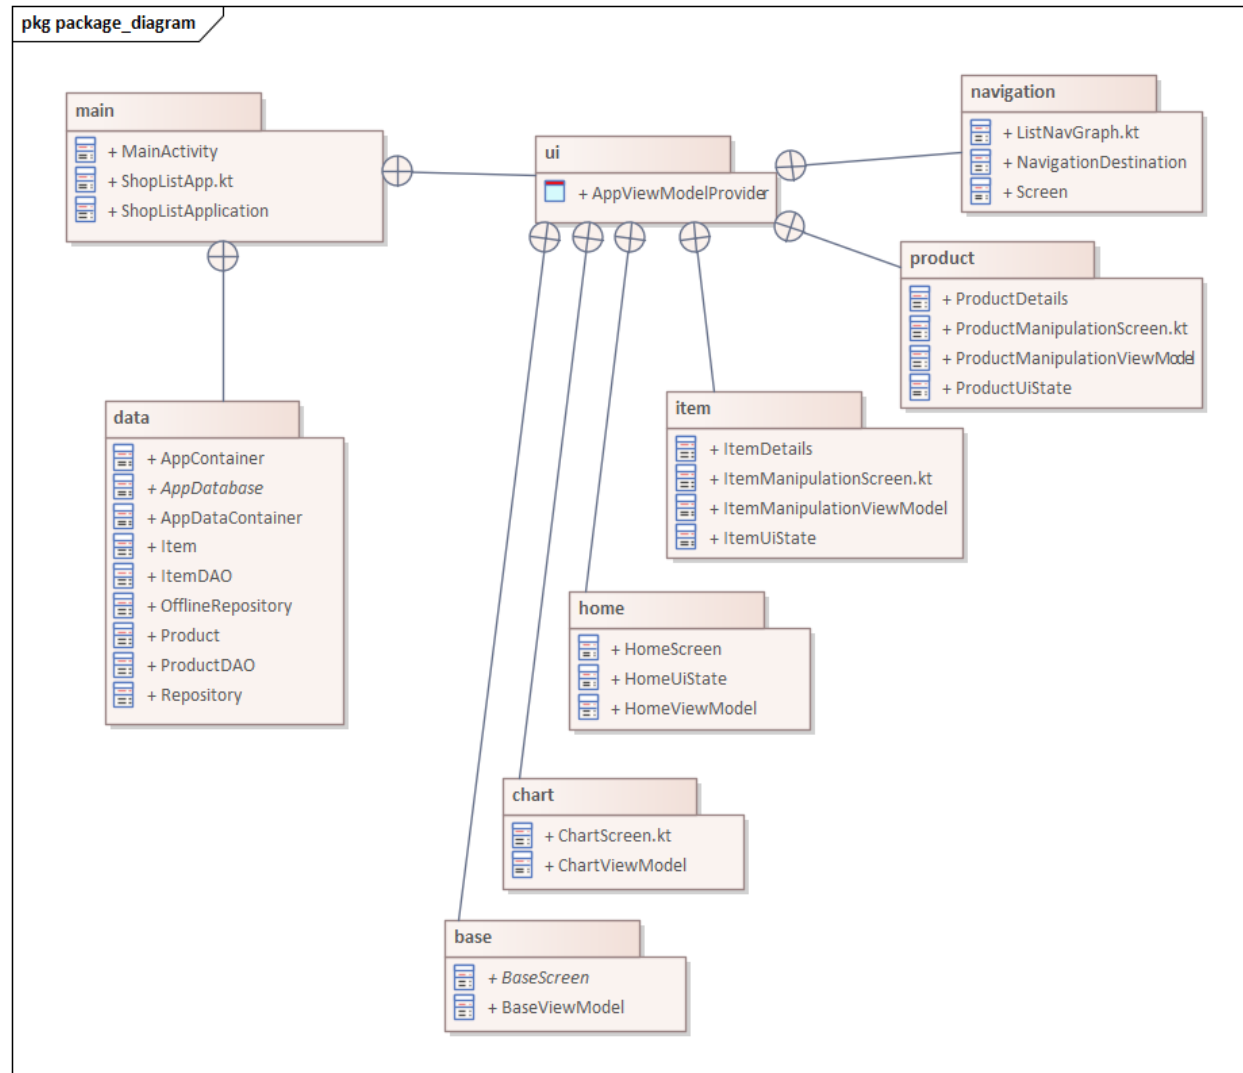 pkg package_diagram
main
+ MainActivity
+ ShopListApp.kt
+ ShopListApplication
ui
+ AppViewModelProvider
navigation
+ ListNavGraph.kt
+ NavigationDestination
+ Screen
product
+ ProductDetails
+ ProductManipulationScreen.kt
+ ProductManipulationViewModel
+ ProductUiState
data
+ AppContainer
+ AppDatabase
+ AppDataContainer
+ Item
+ ItemDAO
+ OfflineRepository
+ Product
+ ProductDAO
+ Repository
item
+ ItemDetails
+ ItemManipulationScreen.kt
+ ItemManipulationViewModel
+ ItemUiState
home
+ HomeScreen
+ HomeUiState
+ HomeViewModel
chart
+ ChartScreen.kt
+ ChartViewModel
base
+ BaseScreen
+ BaseViewModel